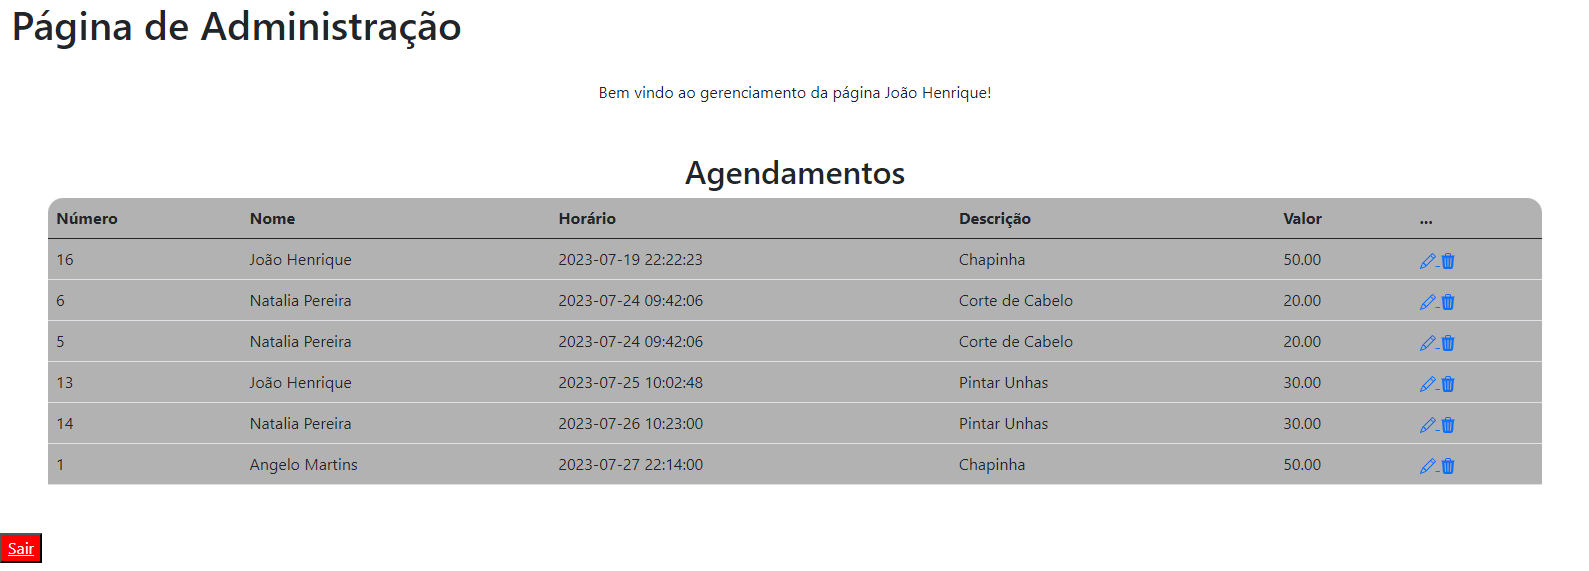 Página de Administração
Bem vindo ao gerenciamento da página João Henrique!
Agendamentos
Número Nome Horário Descrição Valor ...
16 João Henrique 2023-07-19 22:22:23 Chapinha 50.00
6 Natalia Pereira 2023-07-24 09:42:06 Corte de Cabelo 20.00
5 Natalia Pereira 2023-07-24 09:42:06 Corte de Cabelo 20.00
13 João Henrique 2023-07-25 10:02:48 Pintar Unhas 30.00
14 Natalia Pereira 2023-07-26 10:23:00 Pintar Unhas 30.00
1 Angelo Martins 2023-07-27 22:14:00 Chapinha 50.00
Sair